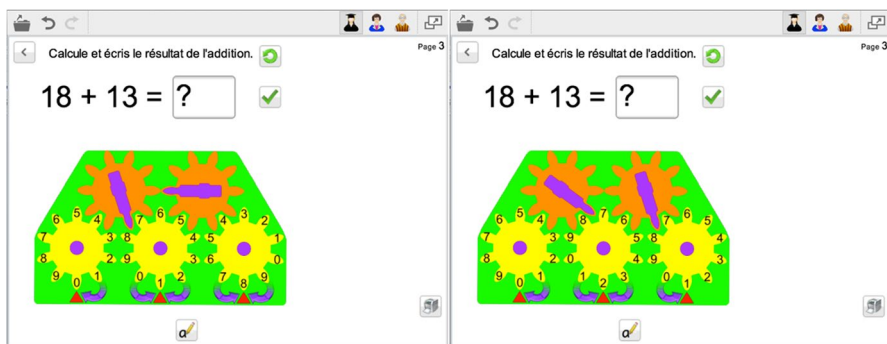 Calcule et écris le résultat de l'addition.
Page 3
18 + 13 = ?
5 6 3
6 4 7 5 4 2
7 3 8 4 5 1
8 2 9 3 6 0
9 1 0 2 7 9
0 1 8
a
Calcule et écris le résultat de l'addition.
Page 3
18 + 13 = ?
5 7 6
6 4 8 6 7 5
7 3 9 5 8 4
8 2 0 4 9 3
9 1 1 3 0 2
0 2 1
a